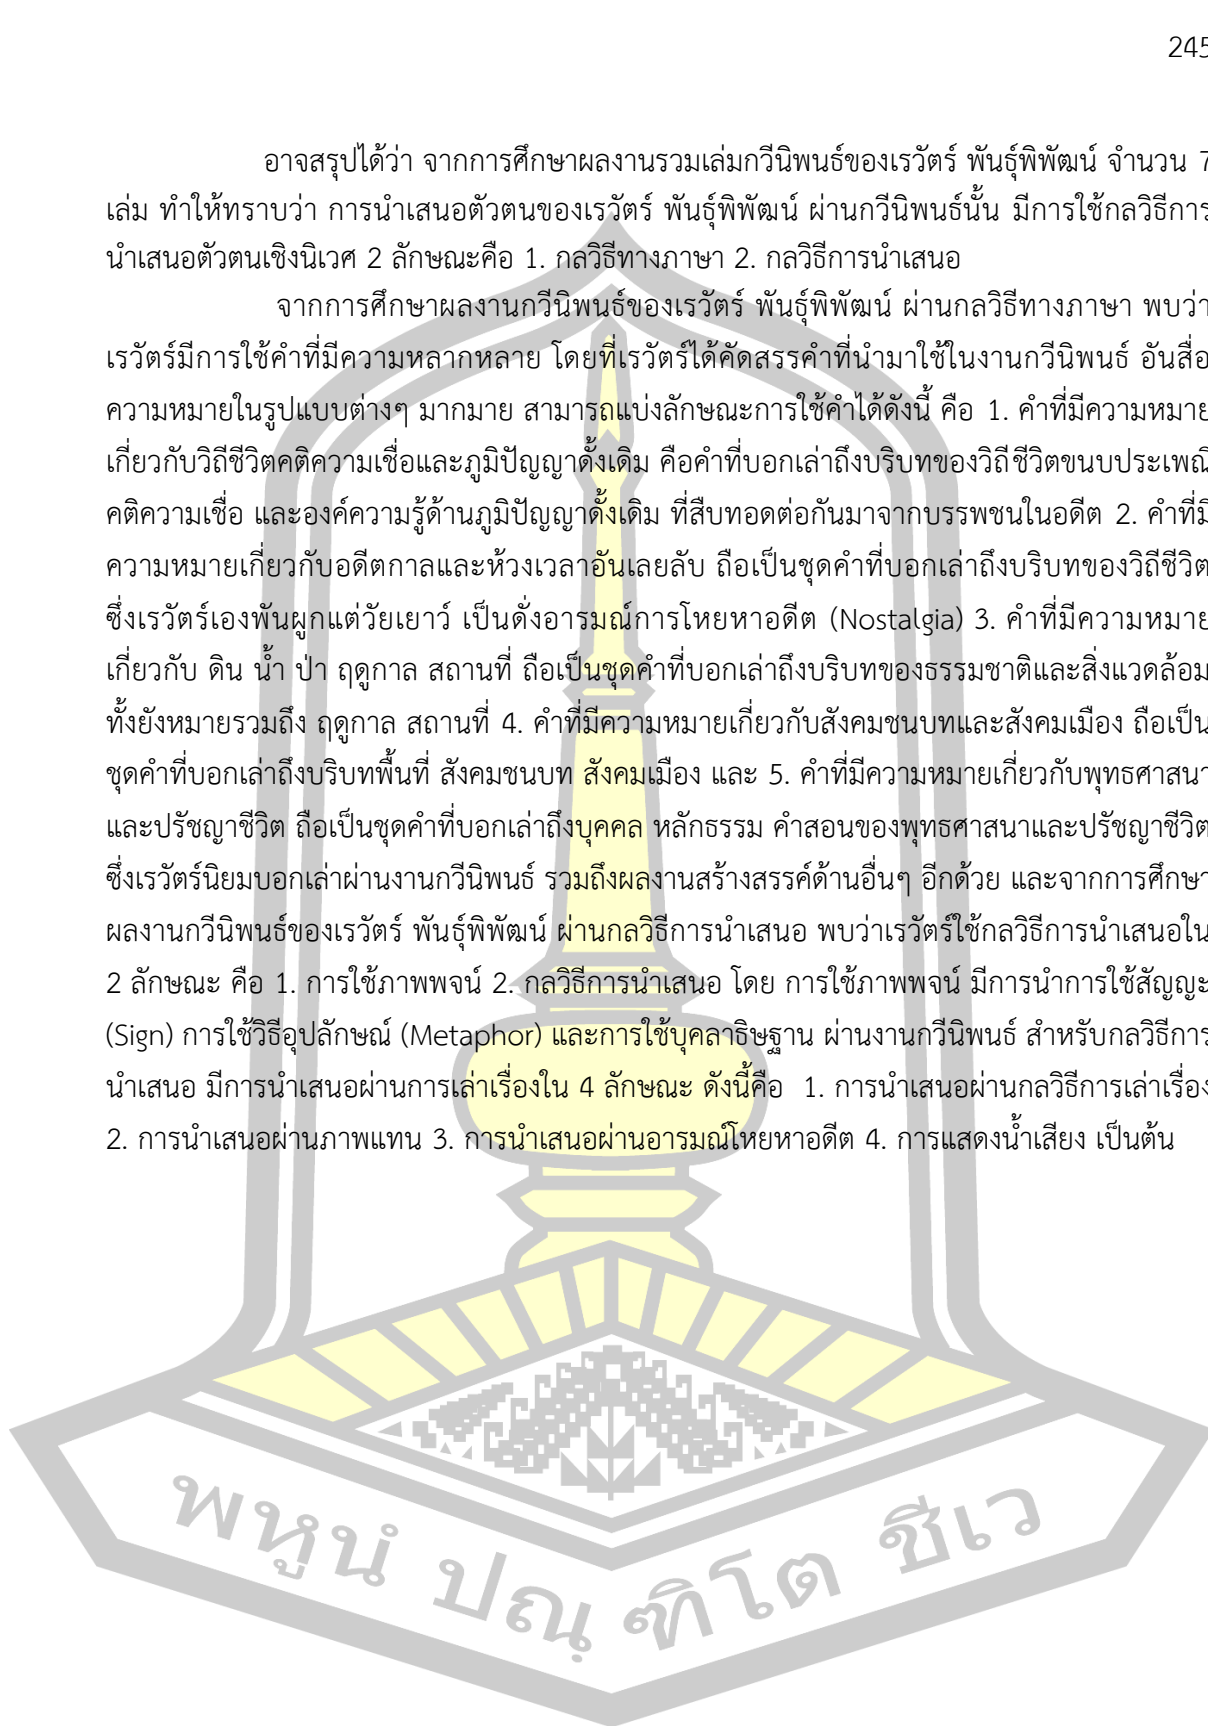 245
อาจสรุปได้ว่า จากการศึกษาผลงานรวมเล่มกวีนิพนธ์ของเรวัตร์ พันธุ์พิพัฒน์ จำนวน 7
เล่ม ทำให้ทราบว่า การนำเสนอตัวตนของเรวัตร์ พันธุ์พิพัฒน์ ผ่านกวีนิพนธ์นั้น มีการใช้กลวิธีการ
นำเสนอตัวตนเชิงนิเวศ 2 ลักษณะคือ 1. กลวิธีทางภาษา 2. กลวิธีการนำเสนอ
จากการศึกษาผลงานกวีนิพนธ์ของเรวัตร์ พันธุ์พิพัฒน์ ผ่านกลวิธีทางภาษา พบว่า
เรวัตร์มีการใช้คำที่มีความหลากหลาย โดยที่เรวัตร์ได้คัดสรรคำที่นำมาใช้ในงานกวีนิพนธ์ อันสื่อ
ความหมายในรูปแบบต่างๆ มากมาย สามารถแบ่งลักษณะการใช้คำได้ดังนี้ คือ 1. คำที่มีความหมาย
เกี่ยวกับวิถีชีวิตคติความเชื่อและภูมิปัญญาดั้งเดิม คือคำที่บอกเล่าถึงบริบทของวิถีชีวิตขนบประเพณี
คติความเชื่อ และองค์ความรู้ด้านภูมิปัญญาดั้งเดิม ที่สืบทอดต่อกันมาจากบรรพชนในอดีต 2. คำที่มี
ความหมายเกี่ยวกับอดีตกาลและห้วงเวลาอันเลยลับ ถือเป็นชุดคำที่บอกเล่าถึงบริบทของวิถีชีวิต
ซึ่งเรวัตร์เองพันผูกแต่วัยเยาว์ เป็นดั่งอารมณ์การโหยหาอดีต (Nostalgia) 3. คำที่มีความหมาย
เกี่ยวกับ ดิน น้ำ ป่า ฤดูกาล สถานที่ ถือเป็นชุดคำที่บอกเล่าถึงบริบทของธรรมชาติและสิ่งแวดล้อม
ทั้งยังหมายรวมถึง ฤดูกาล สถานที่ 4. คำที่มีความหมายเกี่ยวกับสังคมชนบทและสังคมเมือง ถือเป็น
ชุดคำที่บอกเล่าถึงบริบทพื้นที่ สังคมชนบท สังคมเมือง และ 5. คำที่มีความหมายเกี่ยวกับพุทธศาสนา
และปรัชญาชีวิต ถือเป็นชุดคำที่บอกเล่าถึงบุคคล หลักธรรม คำสอนของพุทธศาสนาและปรัชญาชีวิต
ซึ่งเรวัตร์นิยมบอกเล่าผ่านงานกวีนิพนธ์ รวมถึงผลงานสร้างสรรค์ด้านอื่นๆ อีกด้วย และจากการศึกษา
ผลงานกวีนิพนธ์ของเรวัตร์ พันธุ์พิพัฒน์ ผ่านกลวิธีการนำเสนอ พบว่าเรวัตร์ใช้กลวิธีการนำเสนอใน
2 ลักษณะ คือ 1. การใช้ภาพพจน์ 2. กลวิธีการนำเสนอ โดย การใช้ภาพพจน์ มีการนำการใช้สัญญะ
(Sign) การใช้วิธีอุปลักษณ์ (Metaphor) และการใช้บุคลาธิษฐาน ผ่านงานกวีนิพนธ์ สำหรับกลวิธีการ
นำเสนอ มีการนำเสนอผ่านการเล่าเรื่องใน 4 ลักษณะ ดังนี้คือ 1. การนำเสนอผ่านกลวิธีการเล่าเรื่อง
2. การนำเสนอผ่านภาพแทน 3. การนำเสนอผ่านอารมณ์โหยหาอดีต 4. การแสดงน้ำเสียง เป็นต้น
พหูนํ ปณฺ ฑิโต ชีเว